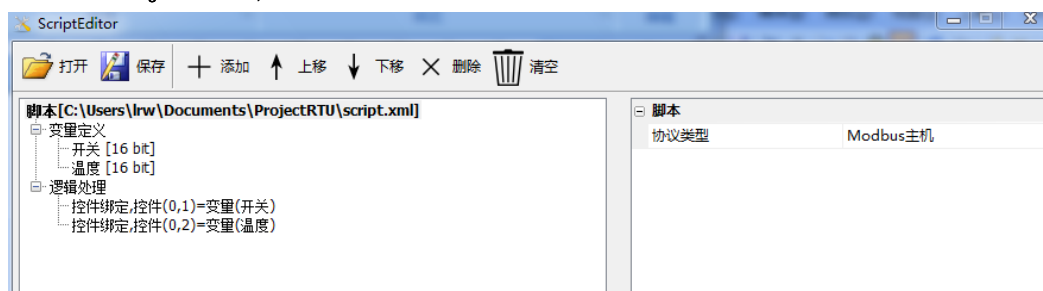 ScriptEditor
打开 保存 添加 上移 下移 删除 清空
脚本[C:\Users\lrw\Documents\ProjectRTU\script.xml]
变量定义
开关 [16 bit]
温度 [16 bit]
逻辑处理
控件绑定,控件(0,1)=变量(开关)
控件绑定,控件(0,2)=变量(温度)
脚本
协议类型 Modbus主机